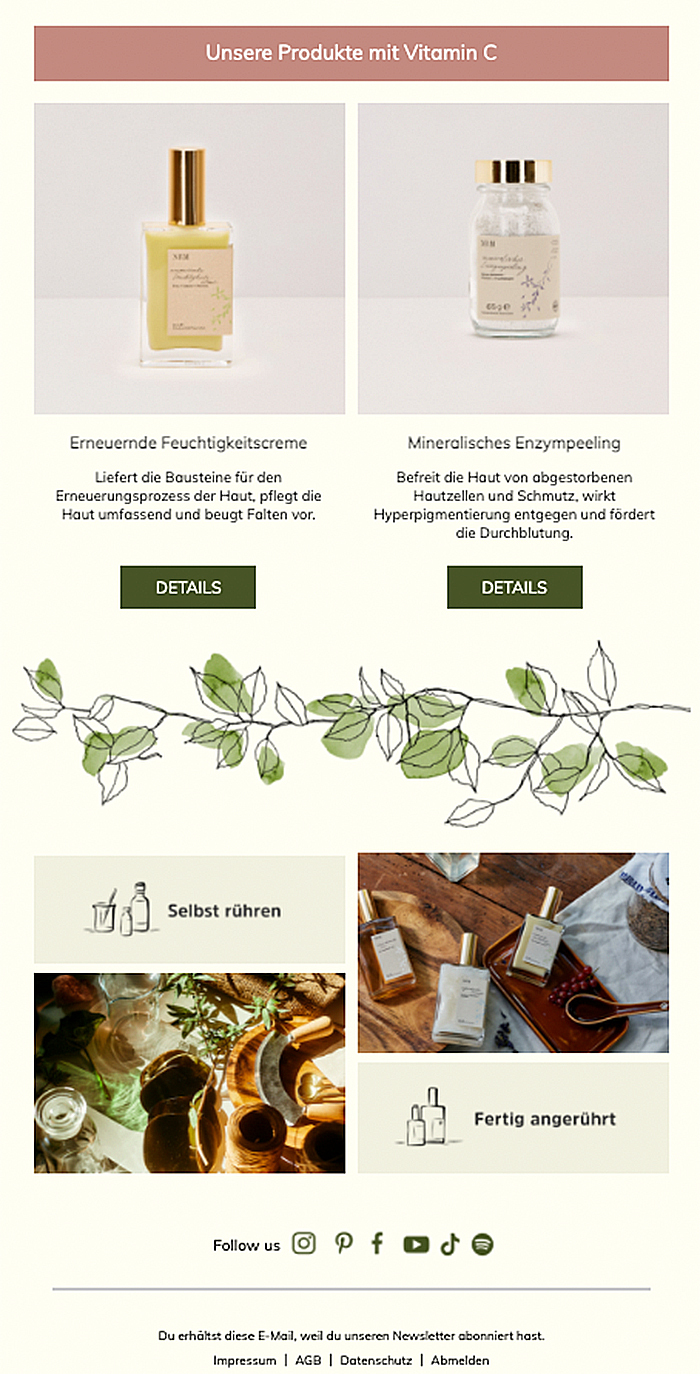 Unsere Produkte mit Vitamin C
Erneuernde Feuchtigkeitscreme
Liefert die Bausteine für den
Erneuerungsprozess der Haut, pflegt die
Haut umfassend und beugt Falten vor.
DETAILS
Mineralisches Enzympeeling
Befreit die Haut von abgestorbenen
Hautzellen und Schmutz, wirkt
Hyperpigmentierung entgegen und fördert
die Durchblutung.
DETAILS
Selbst rühren
Fertig angerührt
Follow us
Du erhältst diese E-Mail, weil du unseren Newsletter abonniert hast.
Impressum | AGB | Datenschutz | Abmelden